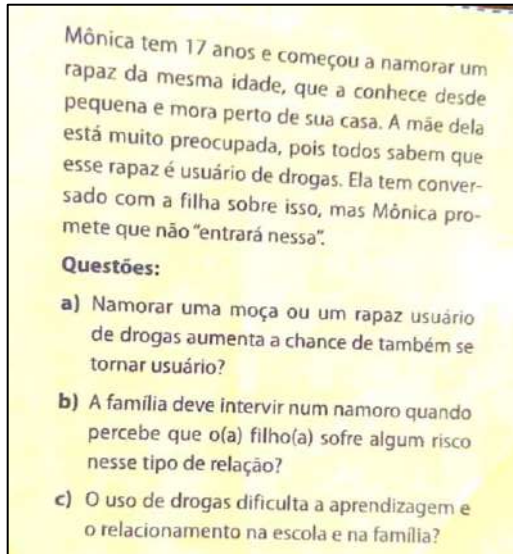 Mônica tem 17 anos e começou a namorar um
rapaz da mesma idade, que a conhece desde
pequena e mora perto de sua casa. A mãe dela
está muito preocupada, pois todos sabem que
esse rapaz é usuário de drogas. Ela tem conver-
sado com a filha sobre isso, mas Mônica pro-
mete que não “entrará nessa”.
Questões:
a) Namorar uma moça ou um rapaz usuário
de drogas aumenta a chance de também se
tornar usuário?
b) A família deve intervir num namoro quando
percebe que o(a) filho(a) sofre algum risco
nesse tipo de relação?
c) O uso de drogas dificulta a aprendizagem e
o relacionamento na escola e na família?